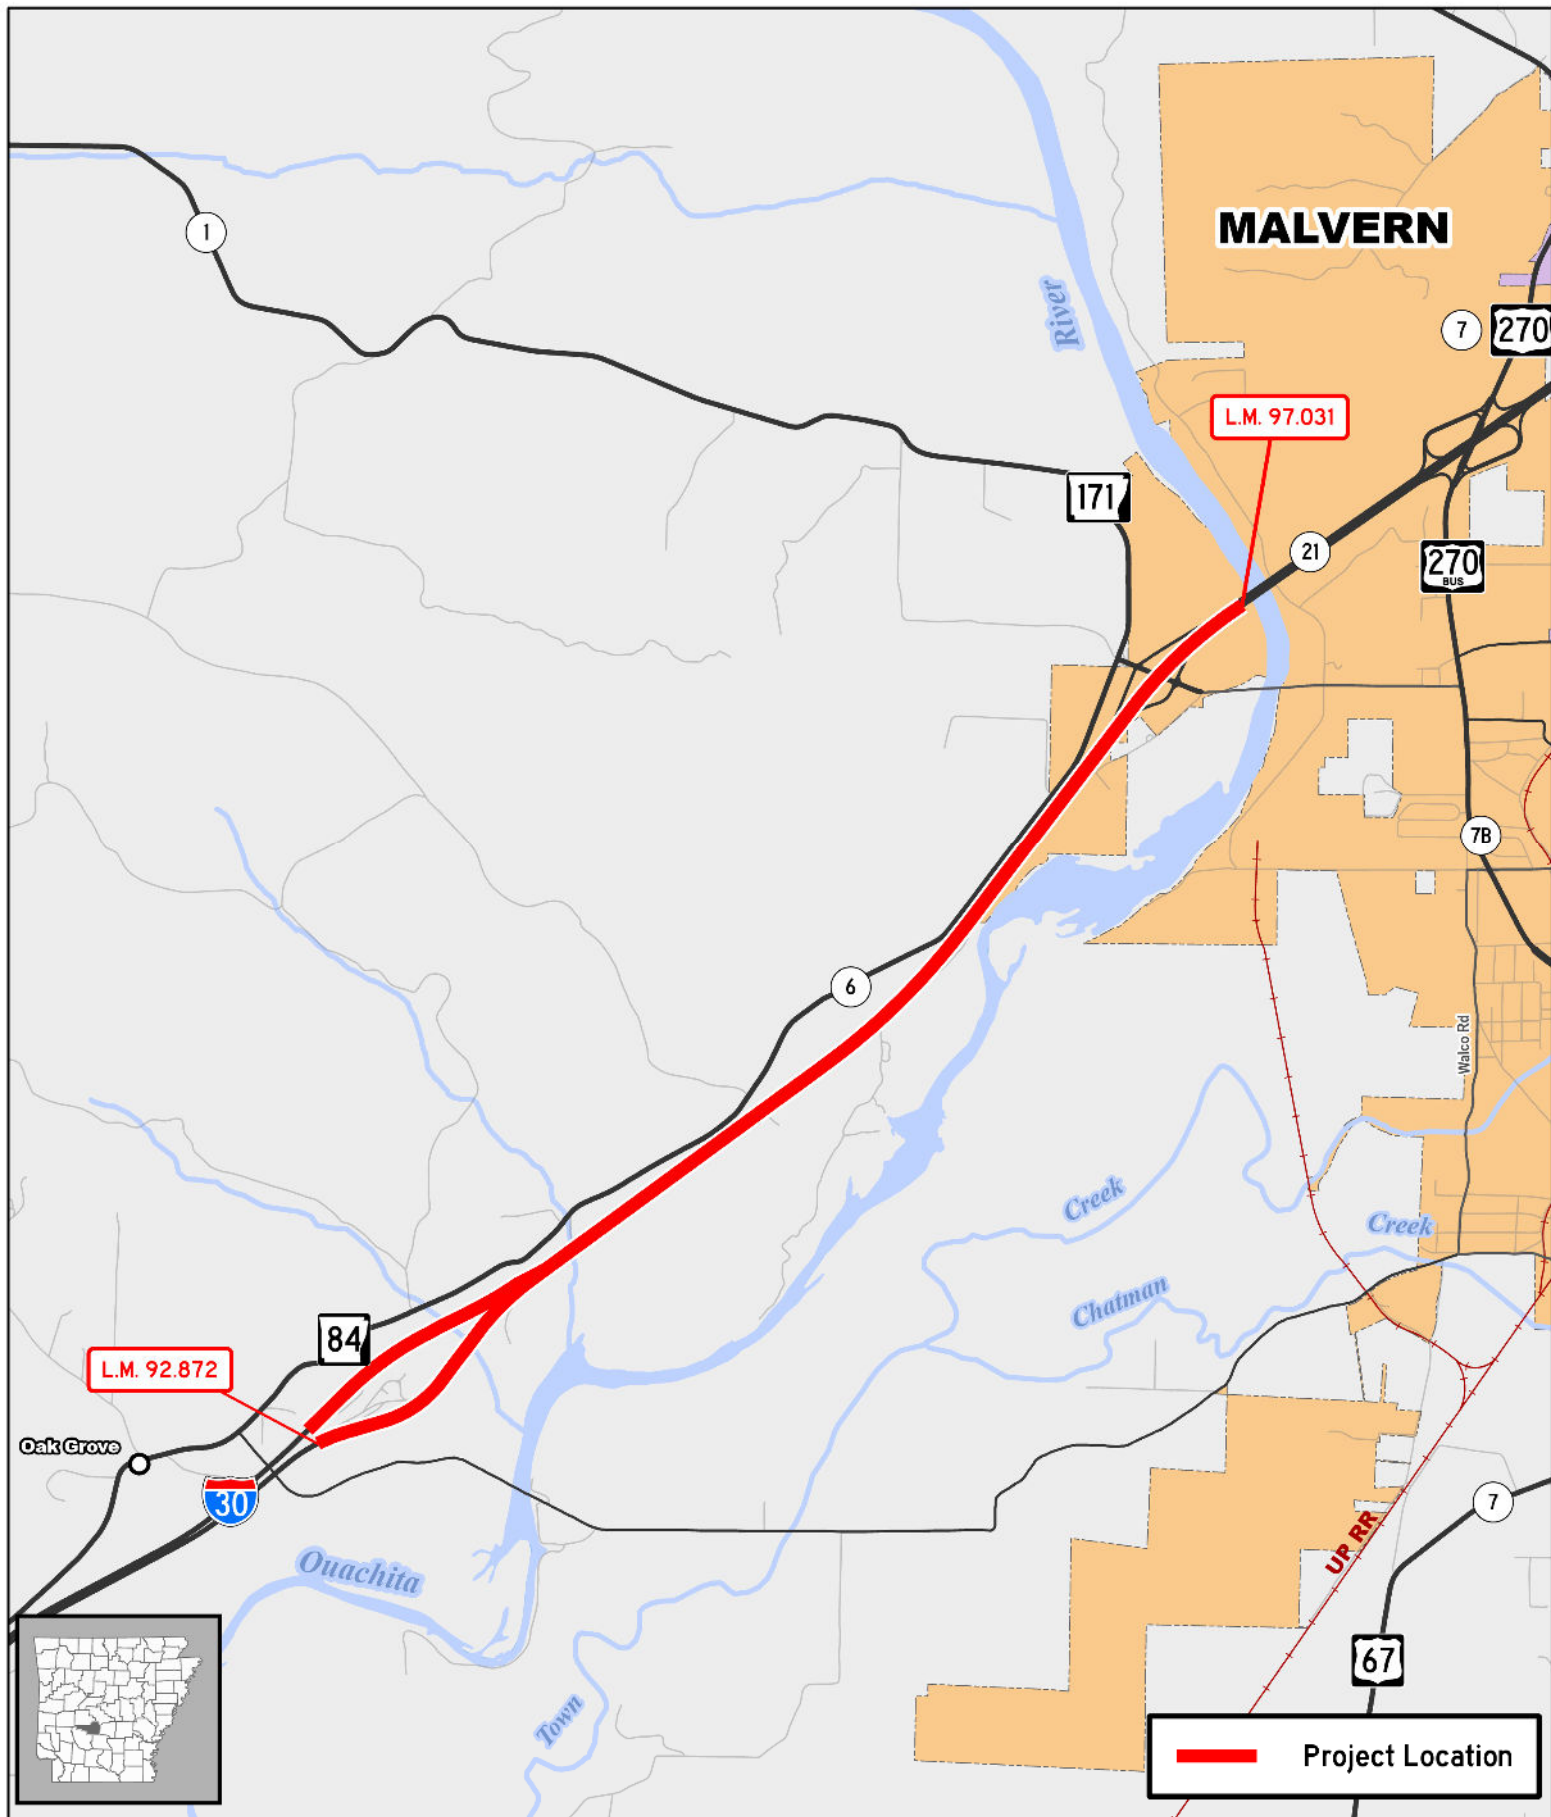 MALVERN
1
River
7
270
L.M. 97.031
171
21
270
BUS
7B
6
Walco Rd
Creek
Creek
Chatman
84
L.M. 92.872
Oak Grove
30
7
UP RR
Ouachita
67
Town
Project Location